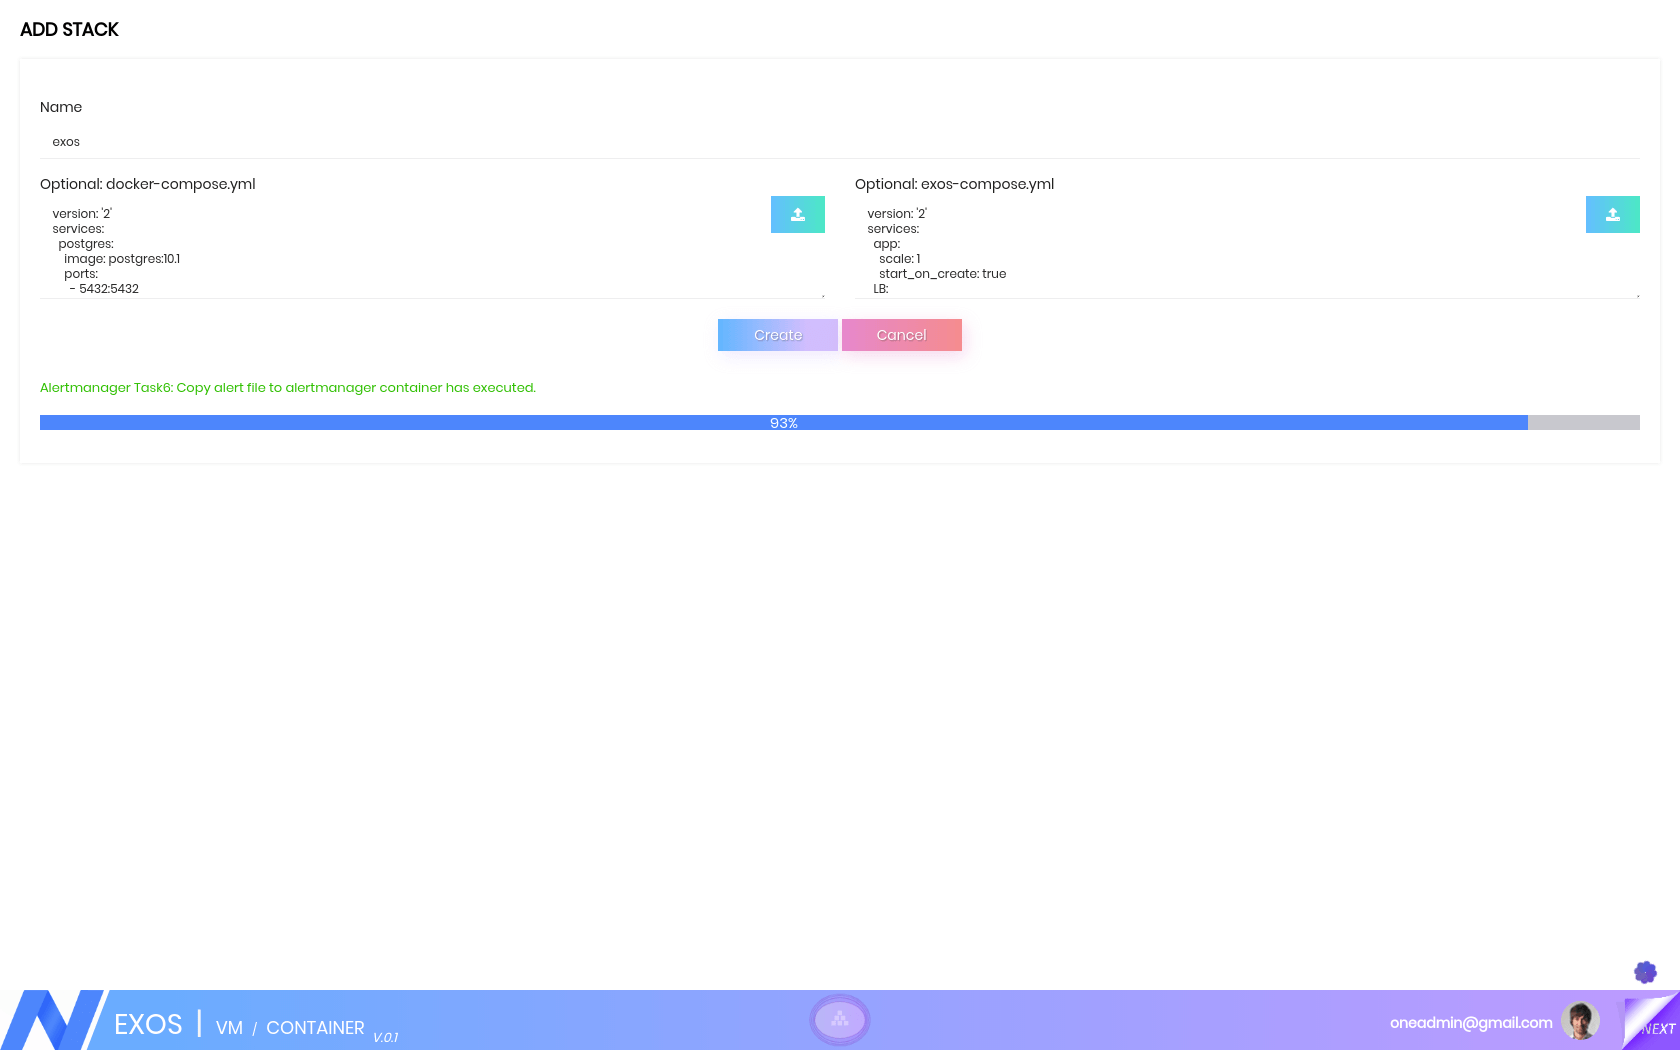 ADD STACK
Name
exos
Optional: docker-compose.yml
version: '2'
services:
postgres:
image: postgres:10.1
ports:
- 5432:5432
Optional: exos-compose.yml
version: '2'
services:
app:
scale: 1
start_on_create: true
LB:
Create Cancel
Alertmanager Task6: Copy alert file to alertmanager container has executed.
93%
EXOS | VM / CONTAINER V.0.1
oneadmin@gmail.com
NEXT